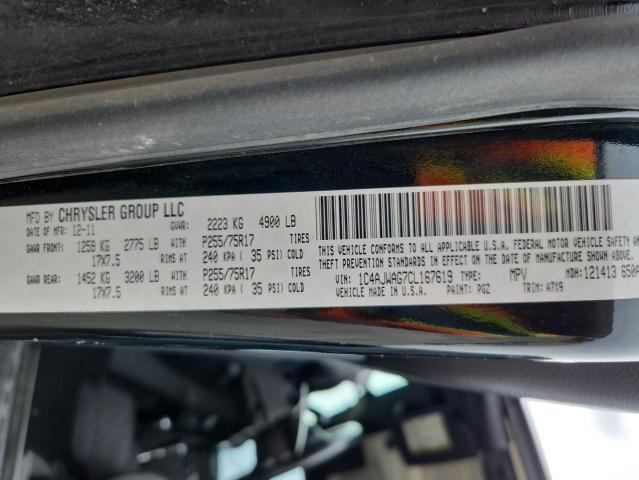 MFD BY CHRYSLER GROUP LLC
DATE OF MFR: 12-11 GVWR: 2223 KG 4900 LB
GAWR FRONT: 1259 KG 2775 LB WITH P255/75R17 TIRES
17X7.5 RIMS AT 240 KPA ( 35 PSI) COLD
GAWR REAR: 1452 KG 3200 LB WITH P255/75R17 TIRES
17X7.5 RIMS AT 240 KPA ( 35 PSI) COLD
THIS VEHICLE CONFORMS TO ALL APPLICABLE U.S.A. FEDERAL MOTOR VEHICLE SAFETY
THEFT PREVENTION STANDARDS IN EFFECT ON THE DATE OF MANUFACTURE SHOWN ABOVE.
VIN: 1C4AJWAG7CL167619 TYPE: MPV MDH: 121413 650A
VEHICLE MADE IN U.S.A. PAINT: PGZ TRIM: A7X9